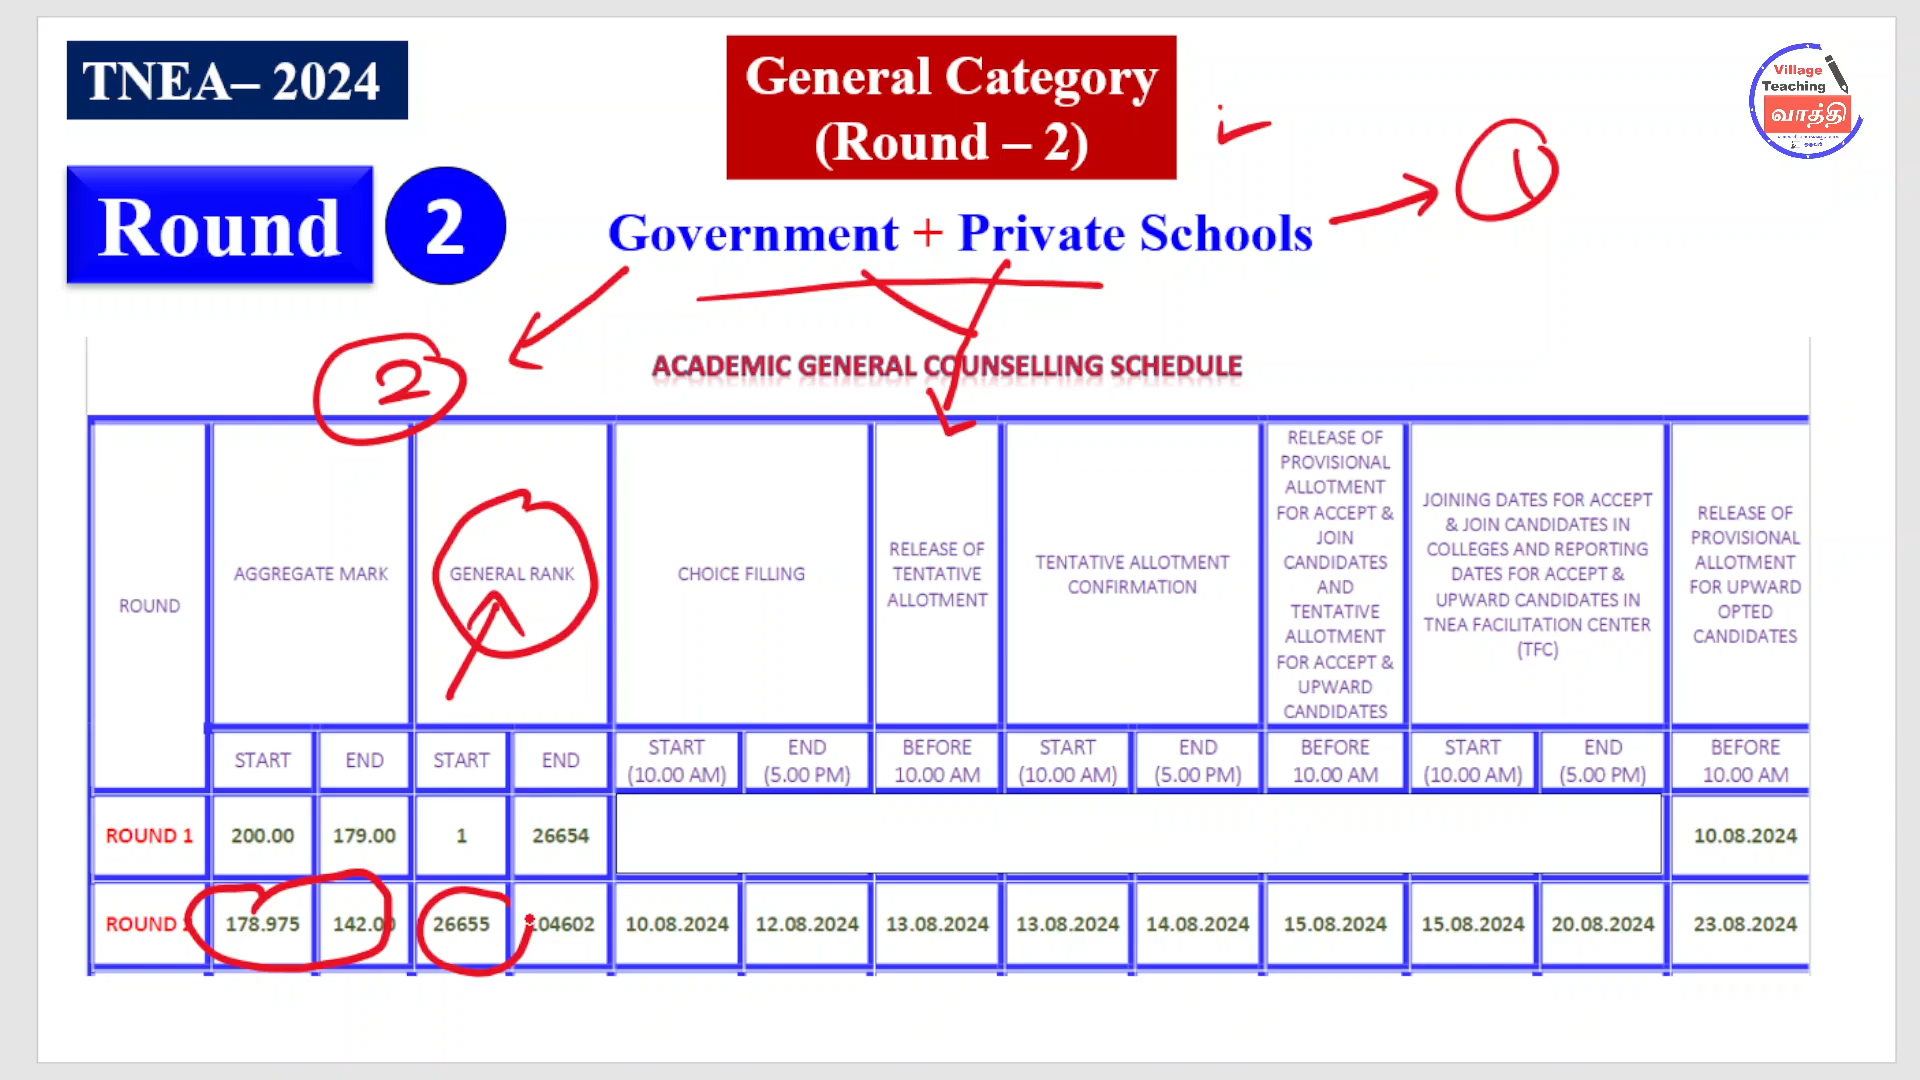 TNEA– 2024
General Category
(Round – 2)
Village
Teaching
வாத்தி
1
Round 2
Government + Private Schools
2
ACADEMIC GENERAL COUNSELLING SCHEDULE
ROUND
AGGREGATE MARK
GENERAL RANK
CHOICE FILLING
RELEASE OF
TENTATIVE
ALLOTMENT
TENTATIVE ALLOTMENT
CONFIRMATION
RELEASE OF
PROVISIONAL
ALLOTMENT
FOR ACCEPT &
JOIN
CANDIDATES
AND
TENTATIVE
ALLOTMENT
FOR ACCEPT &
UPWARD
CANDIDATES
JOINING DATES FOR ACCEPT
& JOIN CANDIDATES IN
COLLEGES AND REPORTING
DATES FOR ACCEPT &
UPWARD CANDIDATES IN
TNEA FACILITATION CENTER
(TFC)
RELEASE OF
PROVISIONAL
ALLOTMENT
FOR UPWARD
OPTED
CANDIDATES
START
END
START
END
START
(10.00 AM)
END
(5.00 PM)
BEFORE
10.00 AM
START
(10.00 AM)
END
(5.00 PM)
BEFORE
10.00 AM
START
(10.00 AM)
END
(5.00 PM)
BEFORE
10.00 AM
ROUND 1 200.00 179.00 1 26654 10.08.2024
ROUND 178.975 142.00 26655 04602 10.08.2024 12.08.2024 13.08.2024 13.08.2024 14.08.2024 15.08.2024 15.08.2024 20.08.2024 23.08.2024